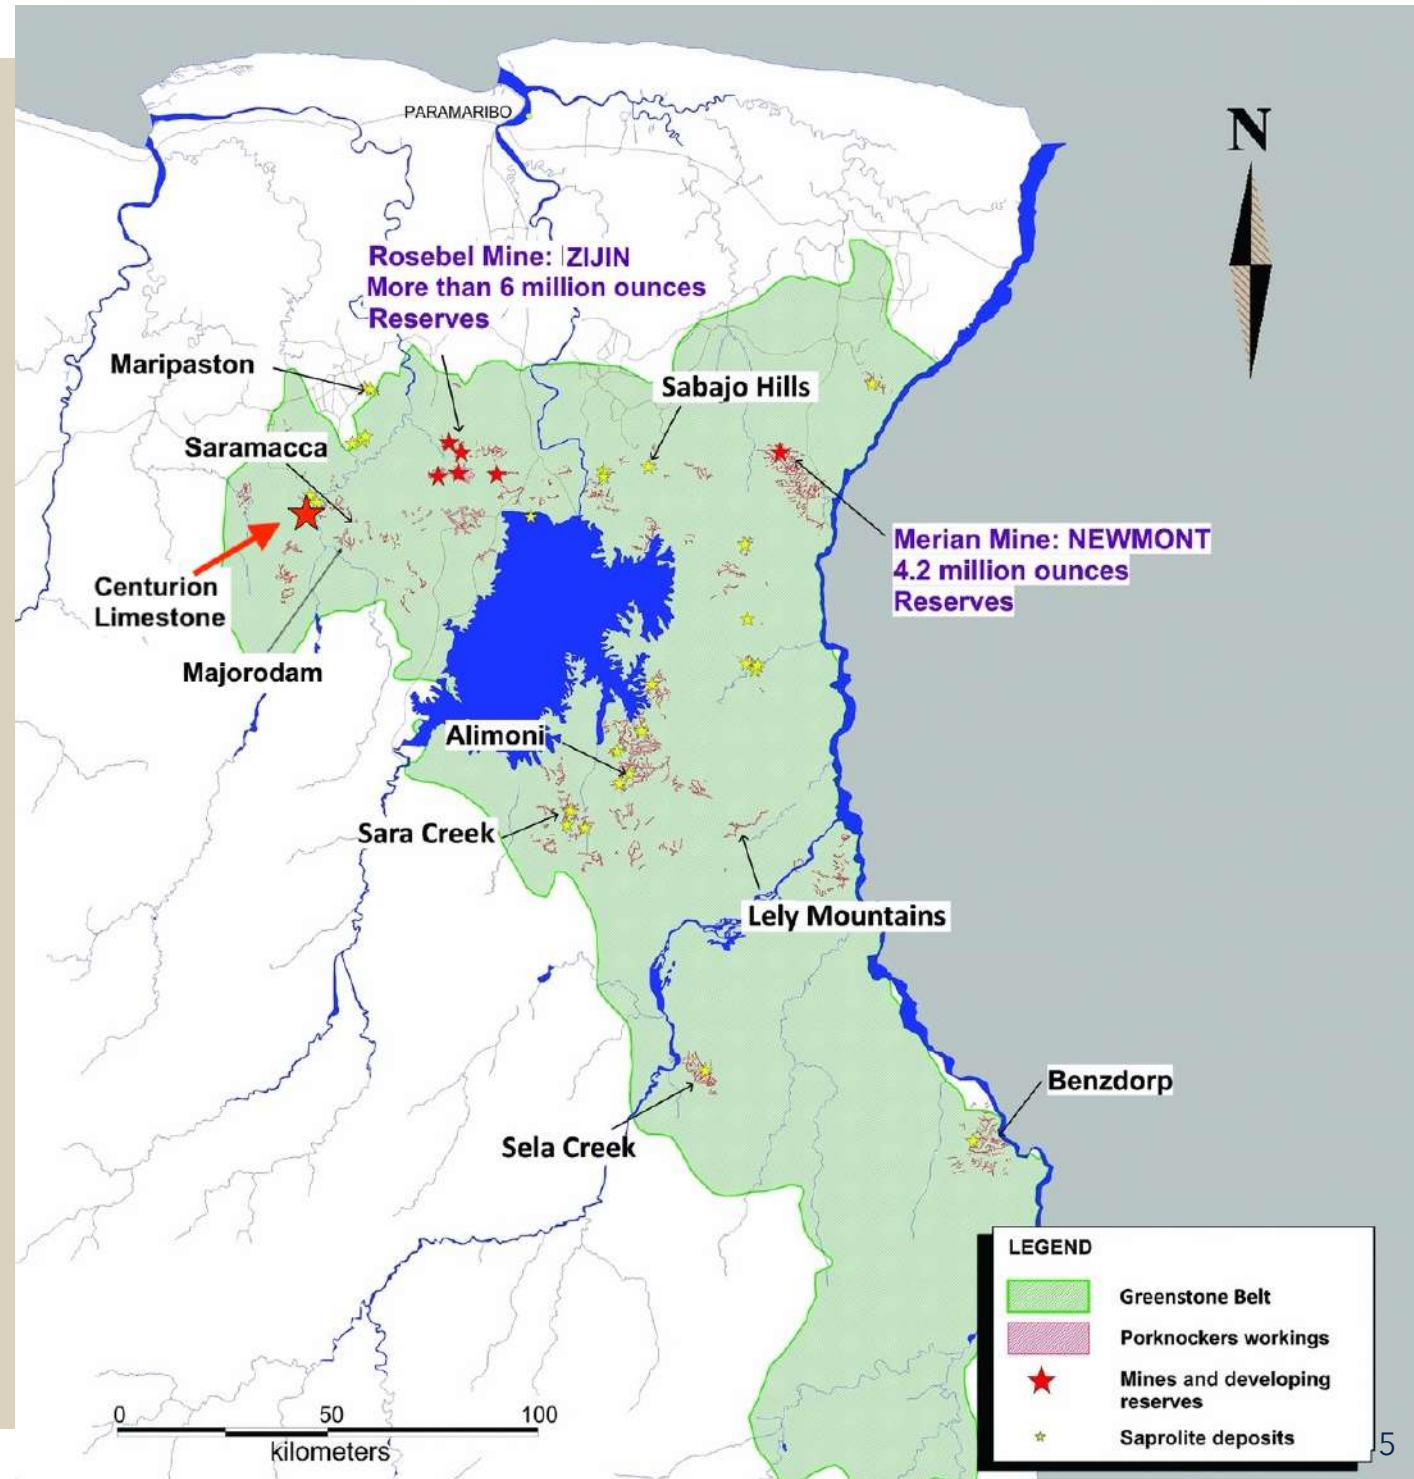 N
PARAMARIBO
Rosebel Mine: ZIJIN
More than 6 million ounces
Reserves
Maripaston
Sabajo Hills
Saramacca
Merian Mine: NEWMONT
4.2 million ounces
Reserves
Centurion
Limestone
Majorodam
Alimoni
Sara Creek
Lely Mountains
Benzdorp
Sela Creek
LEGEND
Greenstone Belt
Porknockers workings
Mines and developing
reserves
Saprolite deposits
0 50 100
kilometers
5